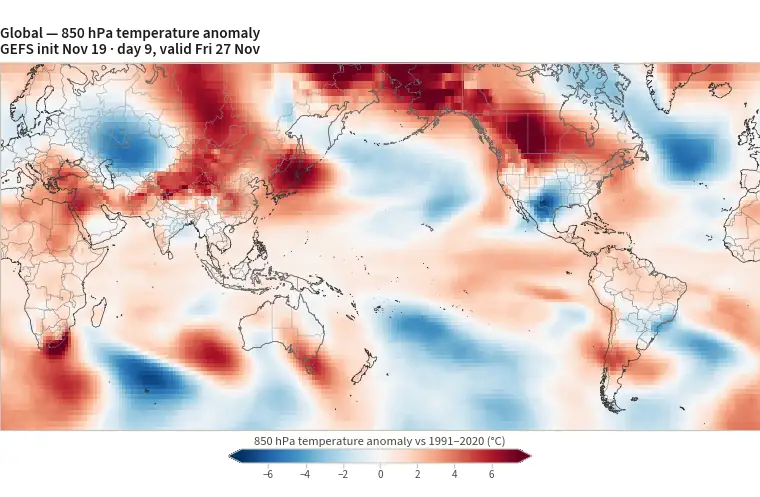 Global — 850 hPa temperature anomaly
GEFS init Nov 19 · day 9, valid Fri 27 Nov
850 hPa temperature anomaly vs 1991–2020 (°C)
−6 −4 −2 0 2 4 6